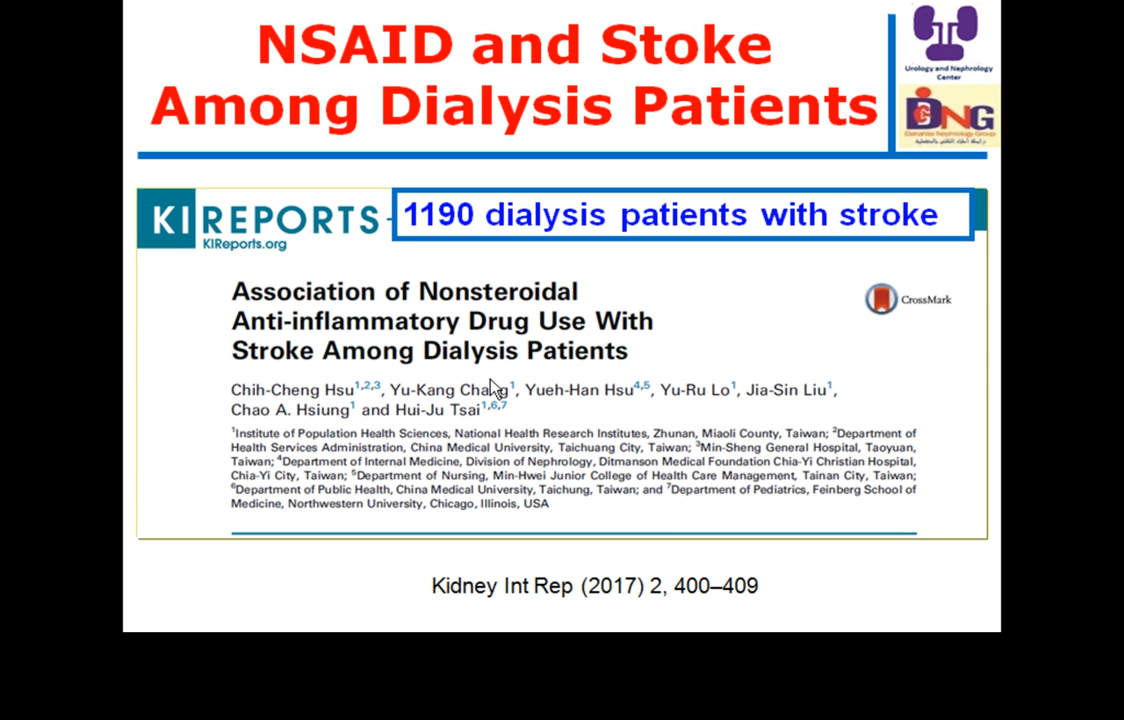 NSAID and Stoke
Among Dialysis Patients
Urology and Nephrology
Center
DNG
Dakahlia Nephrology Group
KI REPORTS
KIReports.org
1190 dialysis patients with stroke
Association of Nonsteroidal
Anti-inflammatory Drug Use With
Stroke Among Dialysis Patients
CrossMark
Chih-Cheng Hsu1,2,3, Yu-Kang Chang1, Yueh-Han Hsu4,5, Yu-Ru Lo1, Jia-Sin Liu1,
Chao A. Hsiung1 and Hui-Ju Tsai1,6,7
1Institute of Population Health Sciences, National Health Research Institutes, Zhunan, Miaoli County, Taiwan; 2Department of
Health Services Administration, China Medical University, Taichuang City, Taiwan; 3Min-Sheng General Hospital, Taoyuan,
Taiwan; 4Department of Internal Medicine, Division of Nephrology, Ditmanson Medical Foundation Chia-Yi Christian Hospital,
Chia-Yi City, Taiwan; 5Department of Nursing, Min-Hwei Junior College of Health Care Management, Tainan City, Taiwan;
6Department of Public Health, China Medical University, Taichung, Taiwan; and 7Department of Pediatrics, Feinberg School of
Medicine, Northwestern University, Chicago, Illinois, USA
Kidney Int Rep (2017) 2, 400–409